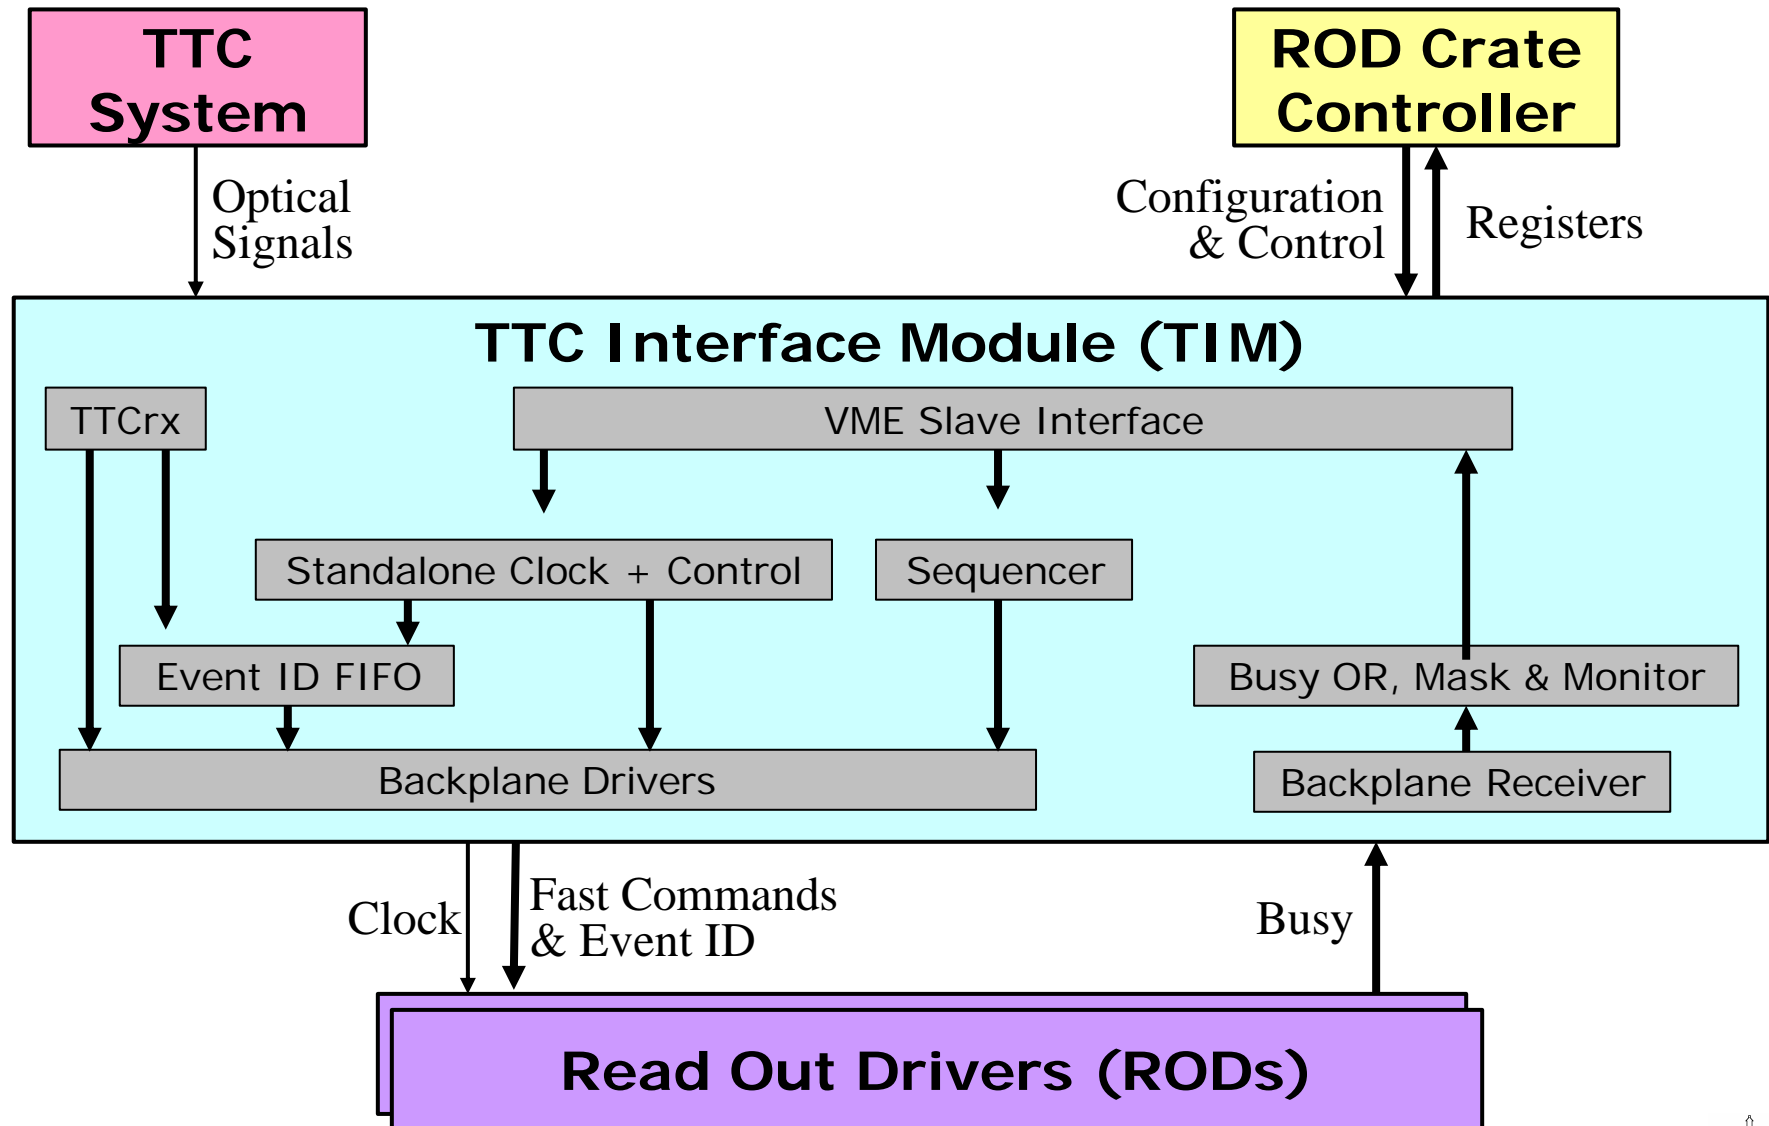 TTC
System
ROD Crate
Controller
Optical
Signals
Configuration
& Control
Registers
TTC Interface Module (TIM)
TTCrx
VME Slave Interface
Standalone Clock + Control
Sequencer
Event ID FIFO
Busy OR, Mask & Monitor
Backplane Drivers
Backplane Receiver
Clock
Fast Commands
& Event ID
Busy
Read Out Drivers (RODs)